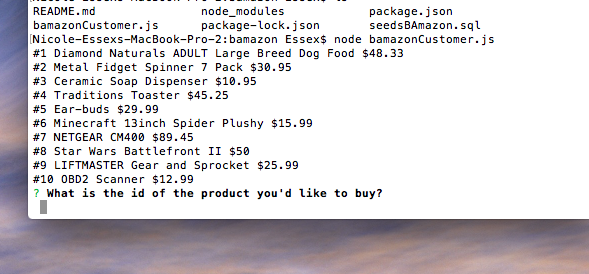 README.md node_modules package.json
bamazonCustomer.js package-lock.json seedsBAmazon.sql
[Nicole-Essexs-MacBook-Pro-2:bamazon Essex$ node bamazonCustomer.js
#1 Diamond Naturals ADULT Large Breed Dog Food $48.33
#2 Metal Fidget Spinner 7 Pack $30.95
#3 Ceramic Soap Dispenser $10.95
#4 Traditions Toaster $45.25
#5 Ear-buds $29.99
#6 Minecraft 13inch Spider Plushy $15.99
#7 NETGEAR CM400 $89.45
#8 Star Wars Battlefront II $50
#9 LIFTMASTER Gear and Sprocket $25.99
#10 OBD2 Scanner $12.99
? What is the id of the product you'd like to buy?